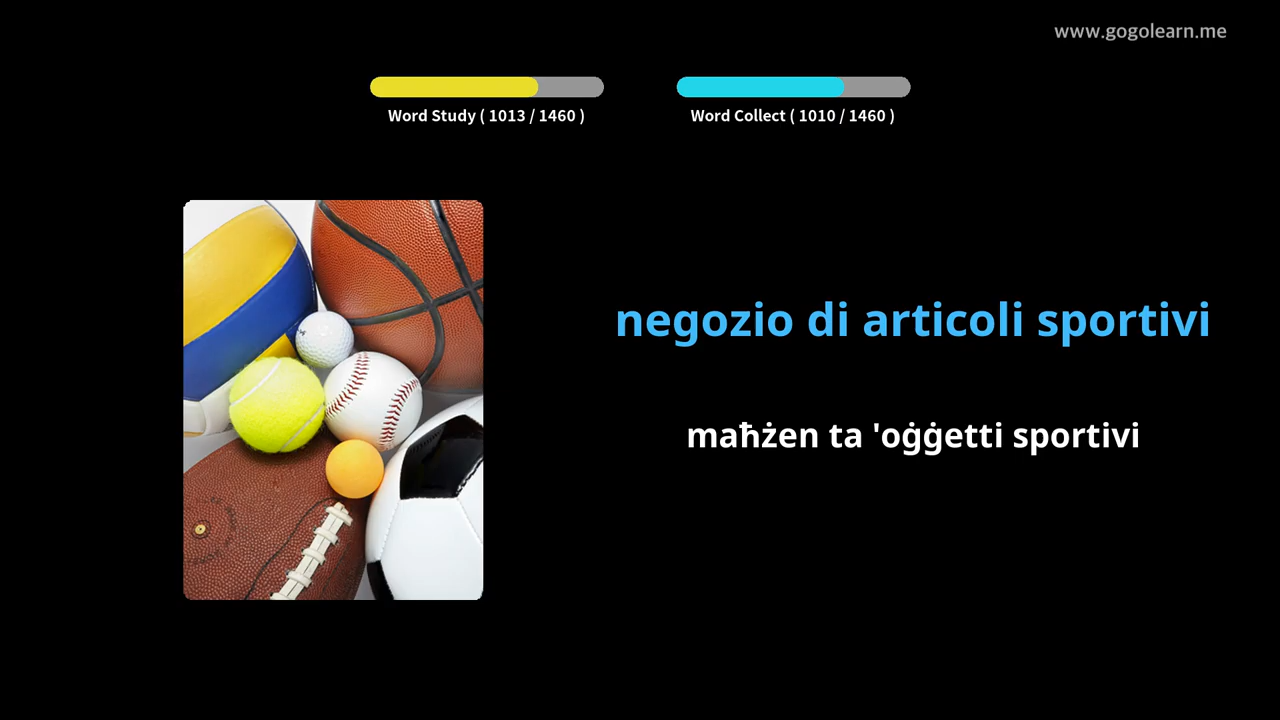 www.gogolearn.me
Word Study ( 1013 / 1460 )
Word Collect ( 1010 / 1460 )
negozio di articoli sportivi
maħżen ta 'oġġetti sportivi